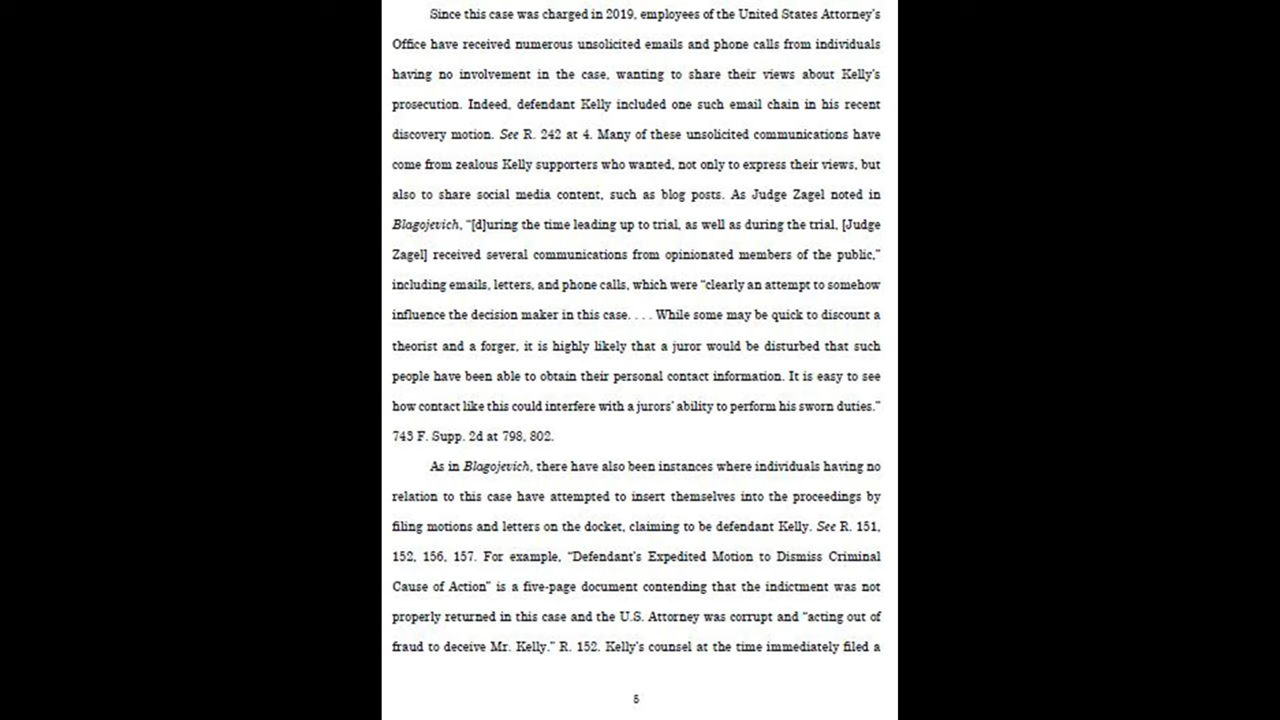 Since this case was charged in 2019, employees of the United States Attorney's
Office have received numerous unsolicited emails and phone calls from individuals
having no involvement in the case, wanting to share their views about Kelly's
prosecution. Indeed, defendant Kelly included one such email chain in his recent
discovery motion. See R. 242 at 4. Many of these unsolicited communications have
come from zealous Kelly supporters who wanted, not only to express their views, but
also to share social media content, such as blog posts. As Judge Zagel noted in
Blagojevich, “[d]uring the time leading up to trial, as well as during the trial, [Judge
Zagel] received several communications from opinionated members of the public,”
including emails, letters, and phone calls, which were “clearly an attempt to somehow
influence the decision maker in this case. . . . While some may be quick to discount a
theorist and a forger, it is highly likely that a juror would be disturbed that such
people have been able to obtain their personal contact information. It is easy to see
how contact like this could interfere with a jurors' ability to perform his sworn duties.”
743 F. Supp. 2d at 798, 802.
As in Blagojevich, there have also been instances where individuals having no
relation to this case have attempted to insert themselves into the proceedings by
filing motions and letters on the docket, claiming to be defendant Kelly. See R. 151,
152, 156, 157. For example, “Defendant's Expedited Motion to Dismiss Criminal
Cause of Action” is a five-page document contending that the indictment was not
properly returned in this case and the U.S. Attorney was corrupt and “acting out of
fraud to deceive Mr. Kelly.” R. 152. Kelly's counsel at the time immediately filed a
5